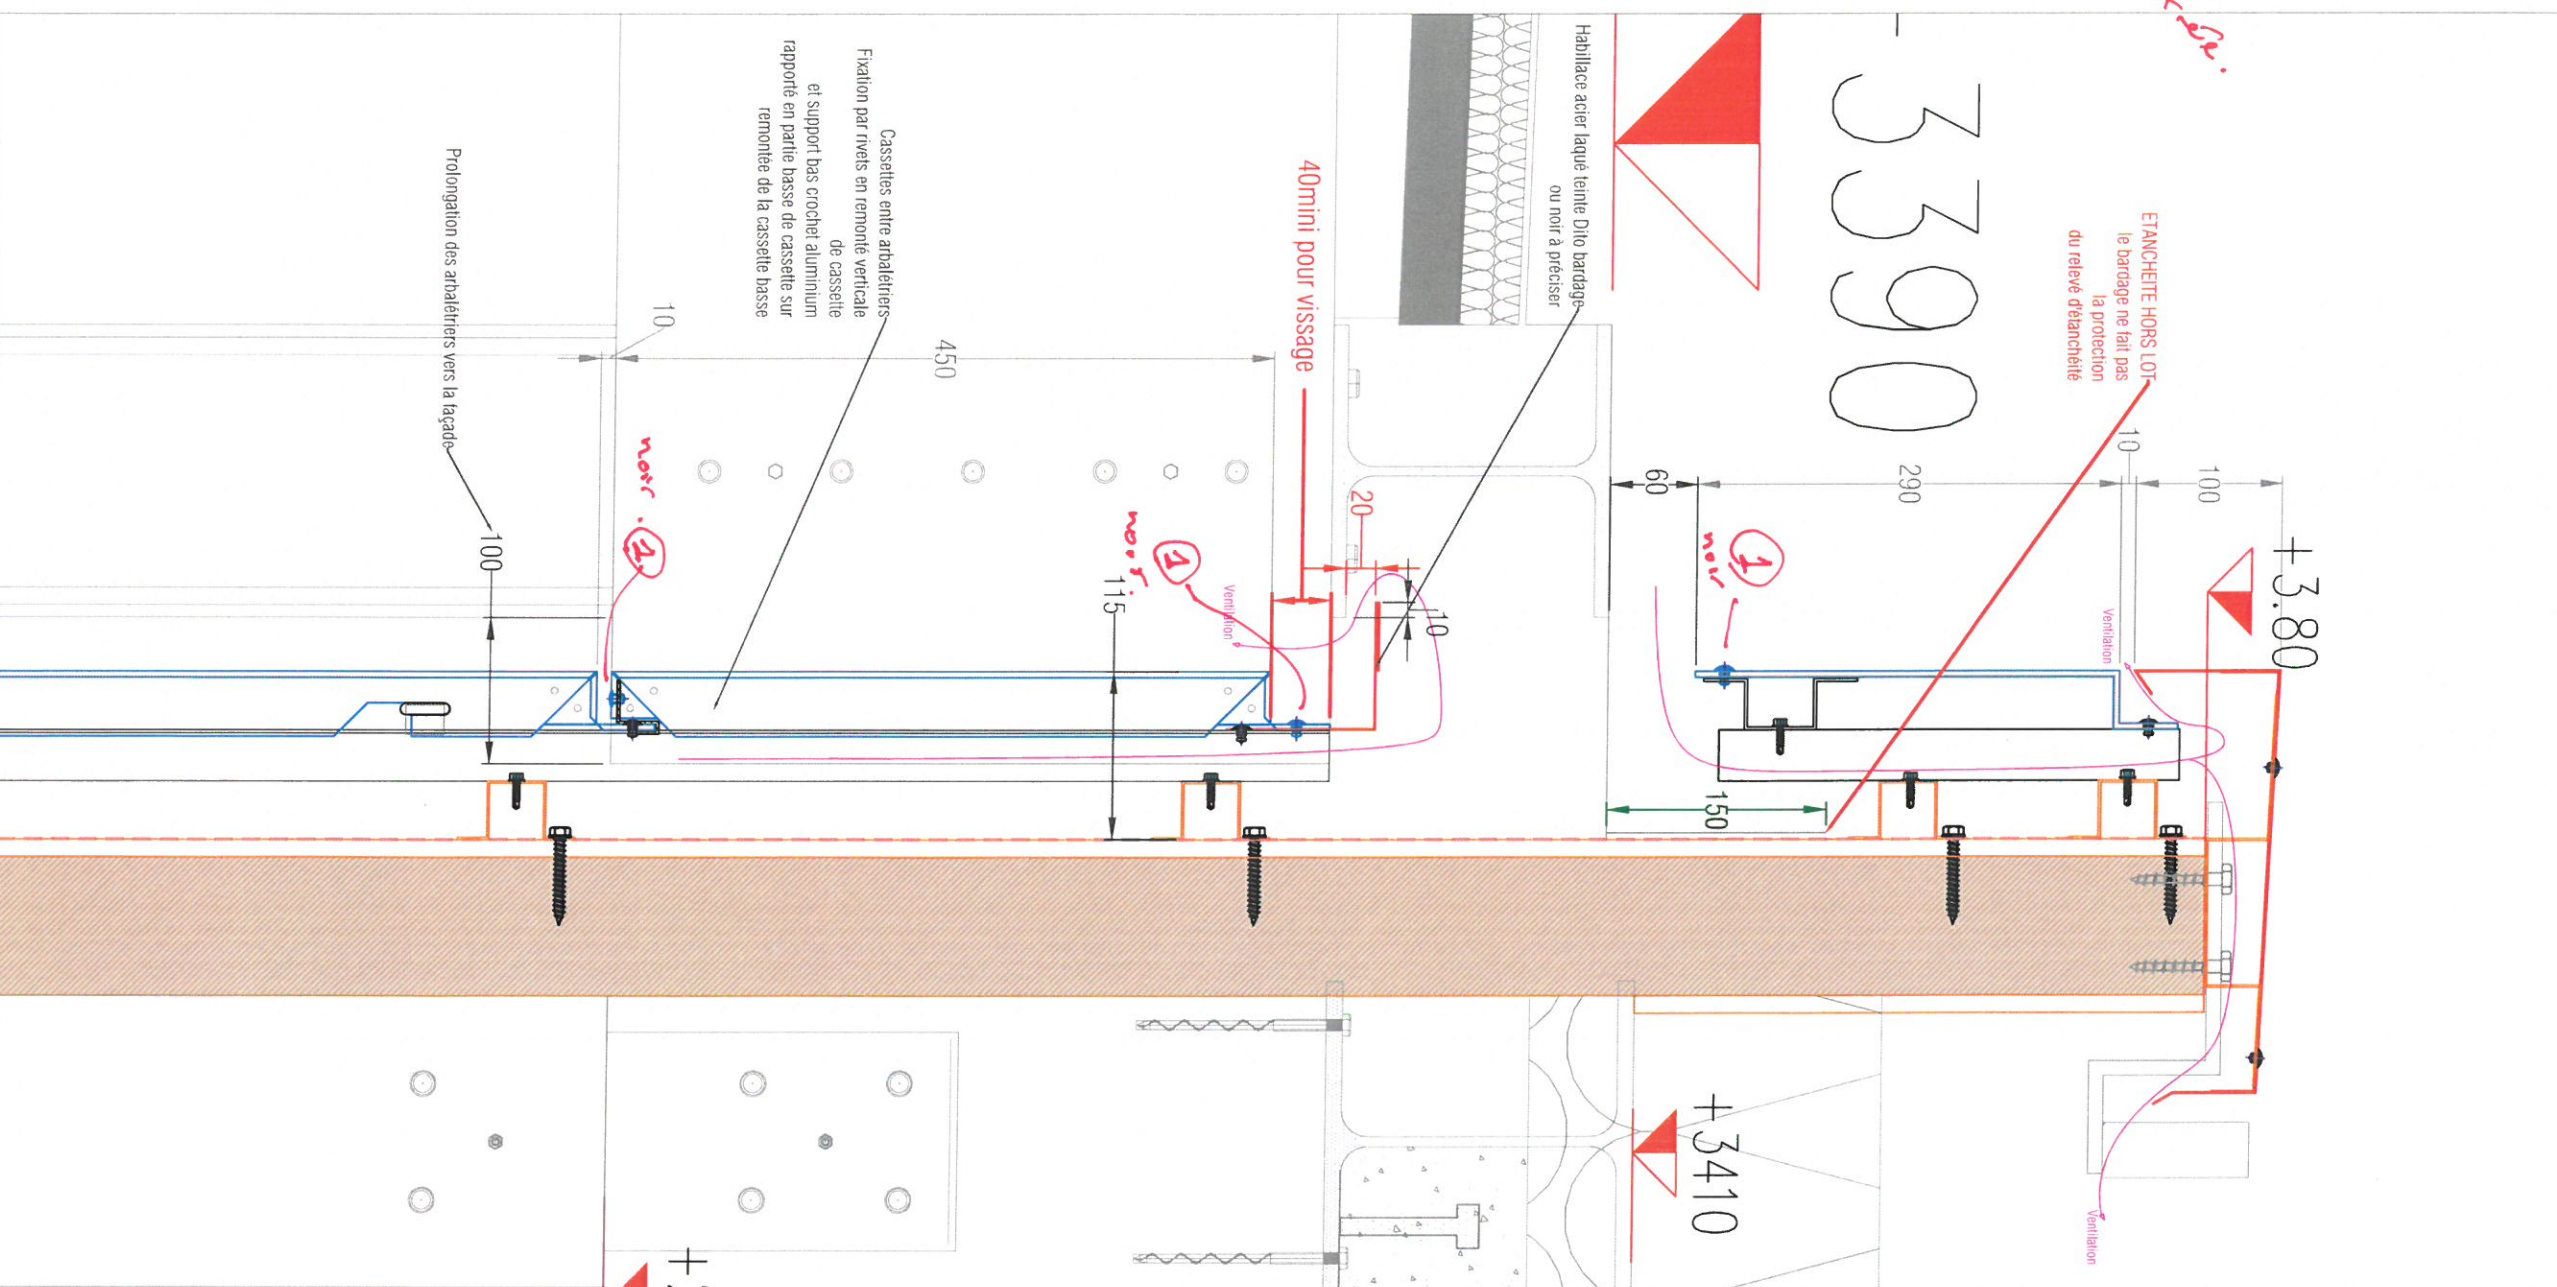 +3.80
100
10
290
60
ETANCHEITE HORS LOT
le bardage ne fait pas
la protection
du relevé d'étanchéité
3390
Ventilation
1
noir
150
Habillace acier laqué teinte Dito bardage
ou noir à préciser
20
10
40mini pour vissage
Ventilation
1
noir.
115
450
Cassettes entre arbalétriers
Fixation par rivets en remonté verticale
de cassette
et support bas crochet aluminium
rapporté en partie basse de cassette sur
remontée de la cassette basse
10
noir.
Prolongation des arbalétriers vers la façade
100
Ventilation
+3410